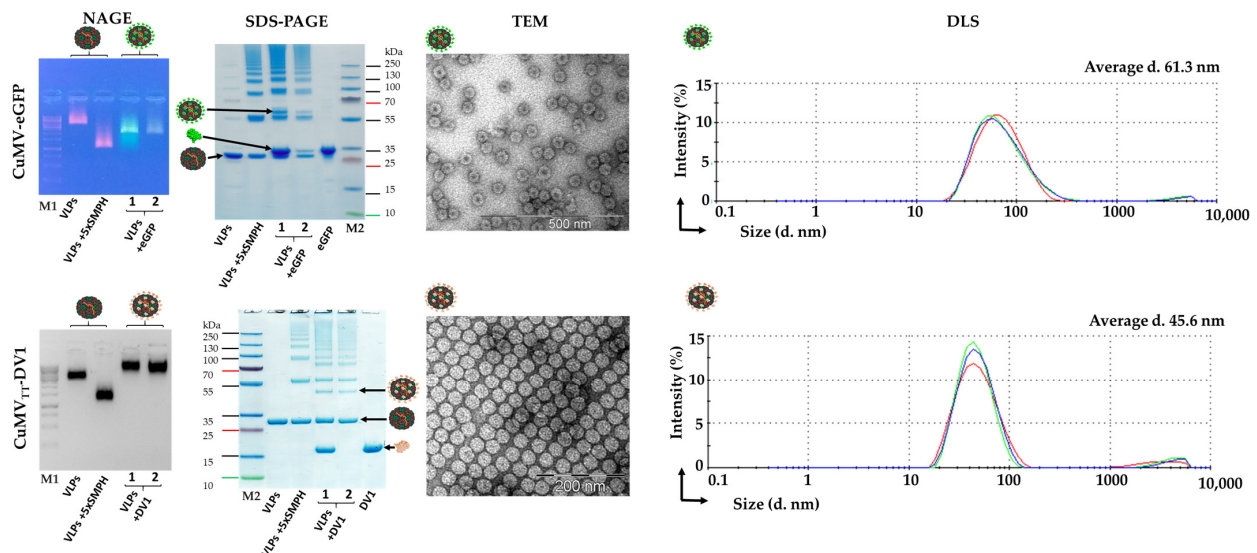 NAGE
SDS-PAGE
TEM
DLS
CuMV-eGFP
M1
VLPs
VLPs +5xSMPH
1 2
VLPs
+eGFP
kDa
250
130
100
70
55
35
25
15
10
VLPs
VLPs +5xSMPH
1 2
VLPs
+eGFP
eGFP
M2
500 nm
Average d. 61.3 nm
Intensity (%)
15
10
5
0
0.1 1 10 100 1000 10,000
Size (d. nm)
CuMVTT-DV1
M1
VLPs
VLPs +5xSMPH
1 2
VLPs
+DV1
kDa
250
130
100
70
55
35
25
15
10
M2
VLPs
VLPs +5xSMPH
1 2
VLPs
+DV1
DV1
200 nm
Average d. 45.6 nm
Intensity (%)
15
10
5
0
0.1 1 10 100 1000 10,000
Size (d. nm)